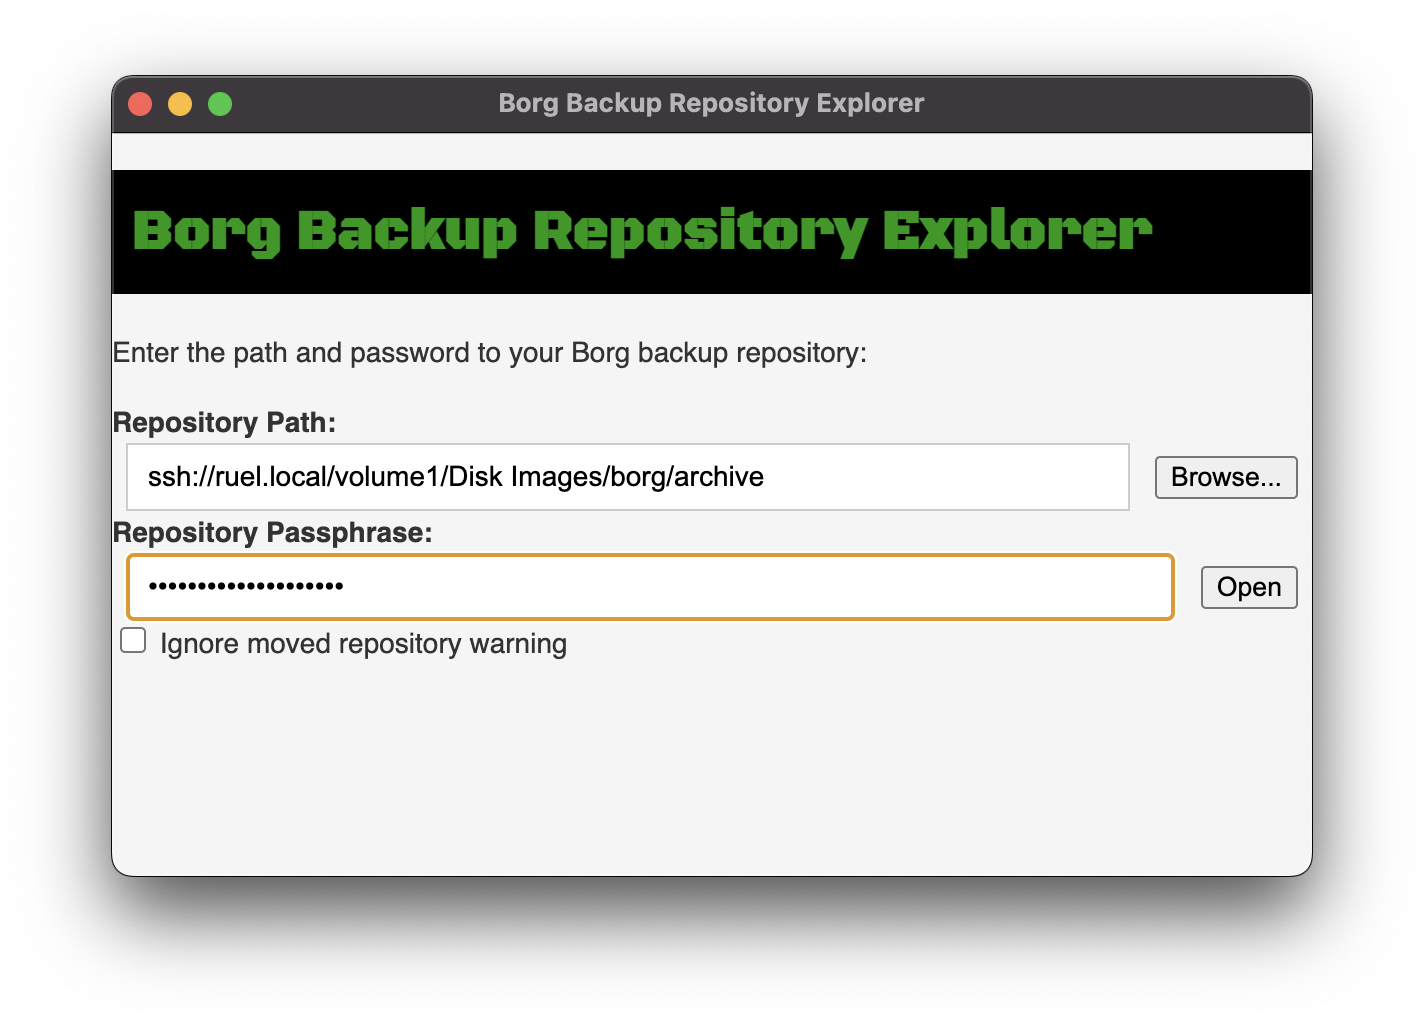 Borg Backup Repository Explorer
Borg Backup Repository Explorer
Enter the path and password to your Borg backup repository:
Repository Path:
ssh://ruel.local/volume1/Disk Images/borg/archive
Browse...
Repository Passphrase:
••••••••••••••••••••
Open
Ignore moved repository warning